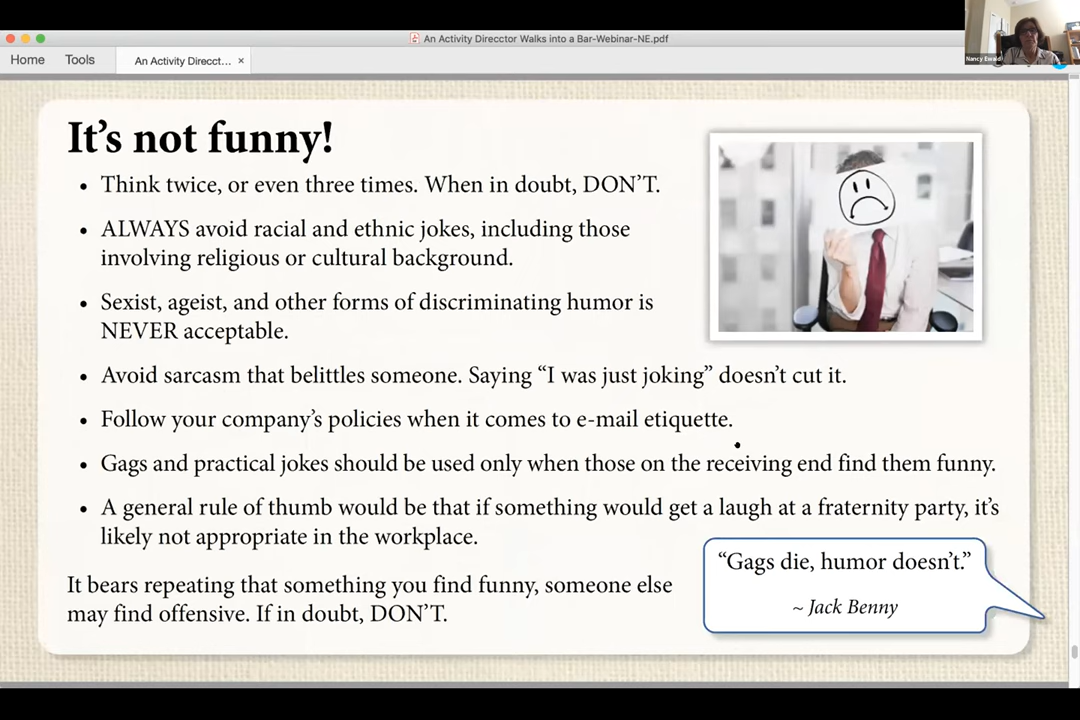 An Activity Direcctor Walks into a Bar-Webinar-NE.pdf
Home
Tools
An Activity Direcct... ×
Nancy Ewald
It’s not funny!
• Think twice, or even three times. When in doubt, DON’T.
• ALWAYS avoid racial and ethnic jokes, including those
involving religious or cultural background.
• Sexist, ageist, and other forms of discriminating humor is
NEVER acceptable.
• Avoid sarcasm that belittles someone. Saying “I was just joking” doesn’t cut it.
• Follow your company’s policies when it comes to e-mail etiquette.
• Gags and practical jokes should be used only when those on the receiving end find them funny.
• A general rule of thumb would be that if something would get a laugh at a fraternity party, it’s
likely not appropriate in the workplace.
It bears repeating that something you find funny, someone else
may find offensive. If in doubt, DON’T.
“Gags die, humor doesn’t.”
~ Jack Benny